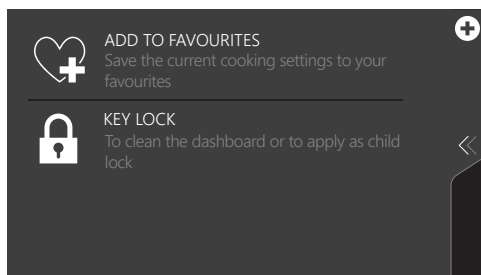 ADD TO FAVOURITES
Save the current cooking settings to your
favourites
KEY LOCK
To clean the dashboard or to apply as child
lock